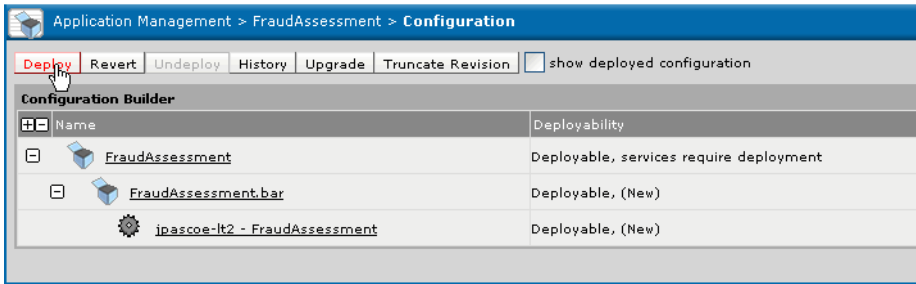 Application Management > FraudAssessment > Configuration
Deploy Revert Undeploy History Upgrade Truncate Revision show deployed configuration
Configuration Builder
Name Deployability
FraudAssessment Deployable, services require deployment
FraudAssessment.bar Deployable, (New)
jpascoe-lt2 - FraudAssessment Deployable, (New)